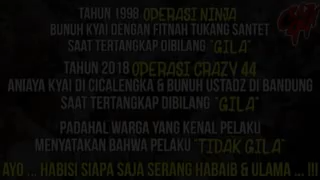 TAHUN 1998 OPERASI NINJA
BUNUH KYAI DENGAN FITNAH TUKANG SANTET
SAAT TERTANGKAP DIBILANG "GILA"
TAHUN 2018 OPERASI CRAZY 44
ANIAYA KYAI DI CICALENGKA & BUNUH USTADZ DI BANDUNG
SAAT TERTANGKAP DIBILANG "GILA"
PADAHAL WARGA YANG KENAL PELAKU
MENYATAKAN BAHWA PELAKU "TIDAK GILA"
AYO ... HABISI SIAPA SAJA SERANG HABAIB & ULAMA ... !!!